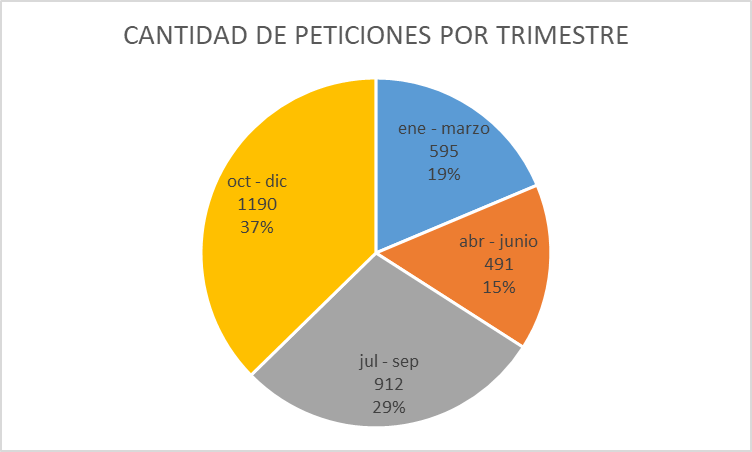 CANTIDAD DE PETICIONES POR TRIMESTRE
ene - marzo
595
19%
abr - junio
491
15%
jul - sep
912
29%
oct - dic
1190
37%